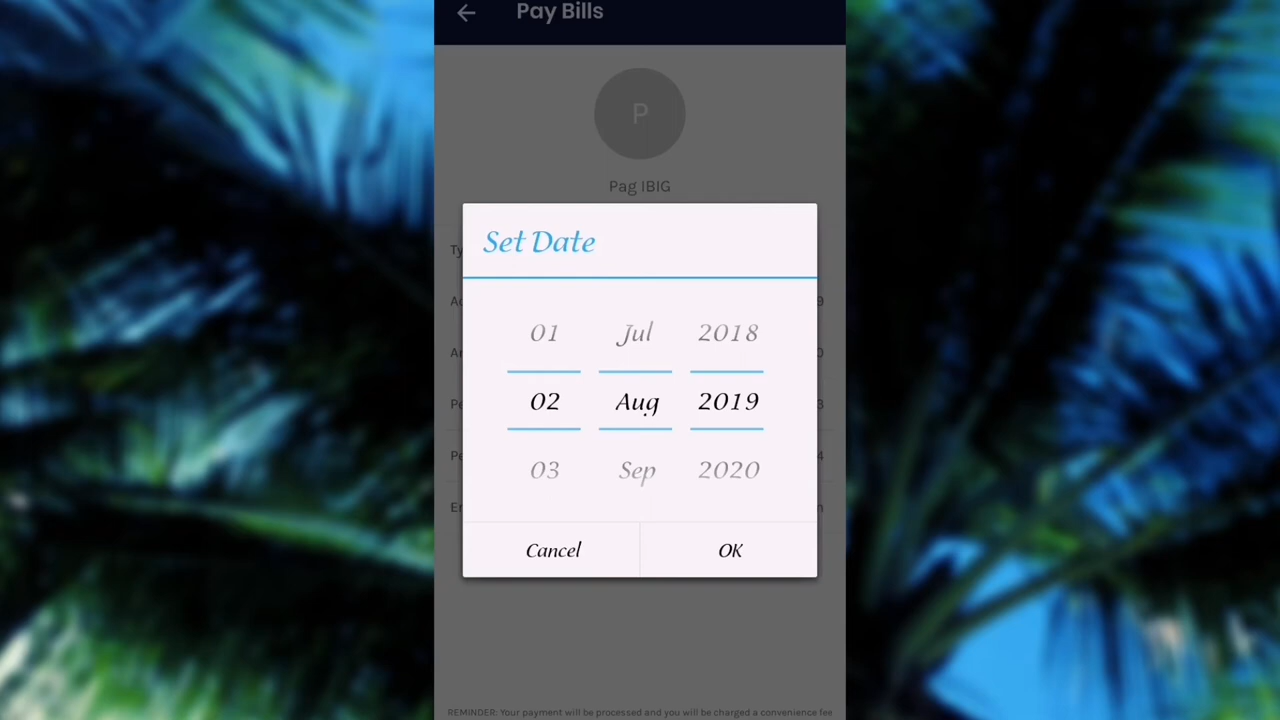 Pay Bills
P
Pag IBIG
Set Date
01 Jul 2018
02 Aug 2019
03 Sep 2020
Cancel OK
REMINDER: Your payment will be processed and you will be charged a convenience fee